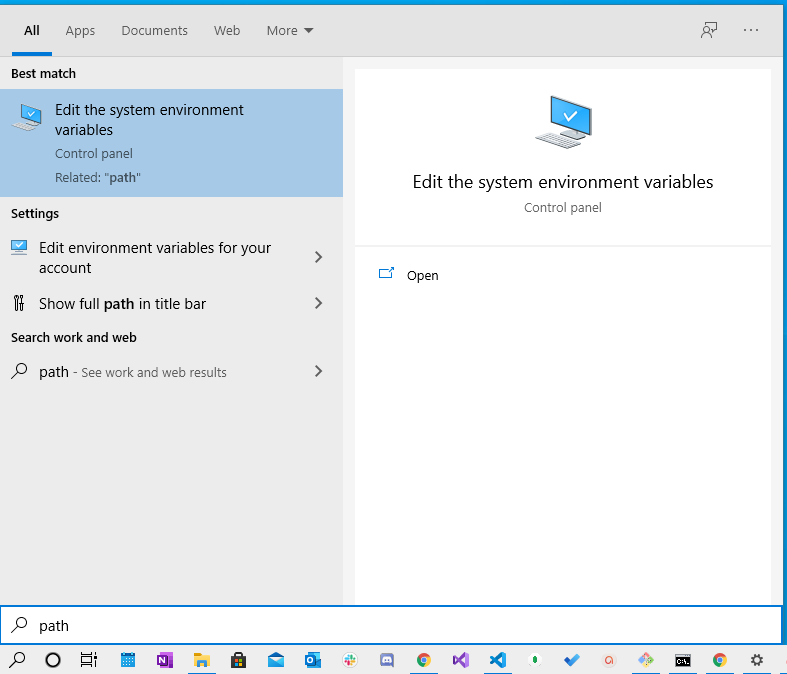 All Apps Documents Web More
Best match
Edit the system environment
variables
Control panel
Related: "path"
Settings
Edit environment variables for your
account
Show full path in title bar
Search work and web
path - See work and web results
Edit the system environment variables
Control panel
Open
path